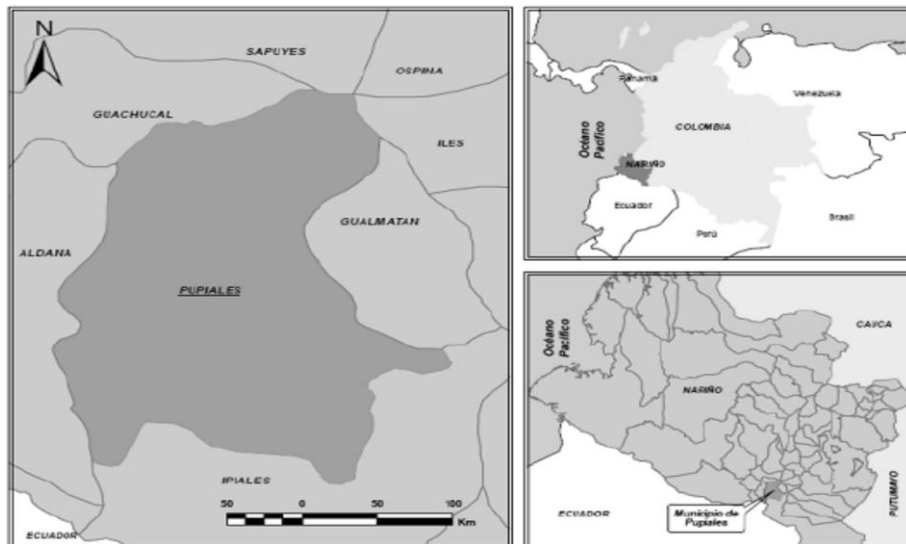 N
SAPUYES
OSPINA
GUACHUCAL
ILES
GUALMATAN
ALDANA
PUPIALES
IPIALES
50 0 50 100
Km
ECUADOR
Panamá
Venezuela
COLOMBIA
Océano
Pacífico
NARIÑO
Ecuador
Perú
Brasil
Océano
Pacífico
CAUCA
NARIÑO
PUTUMAYO
Municipio de
Pupiales
ECUADOR